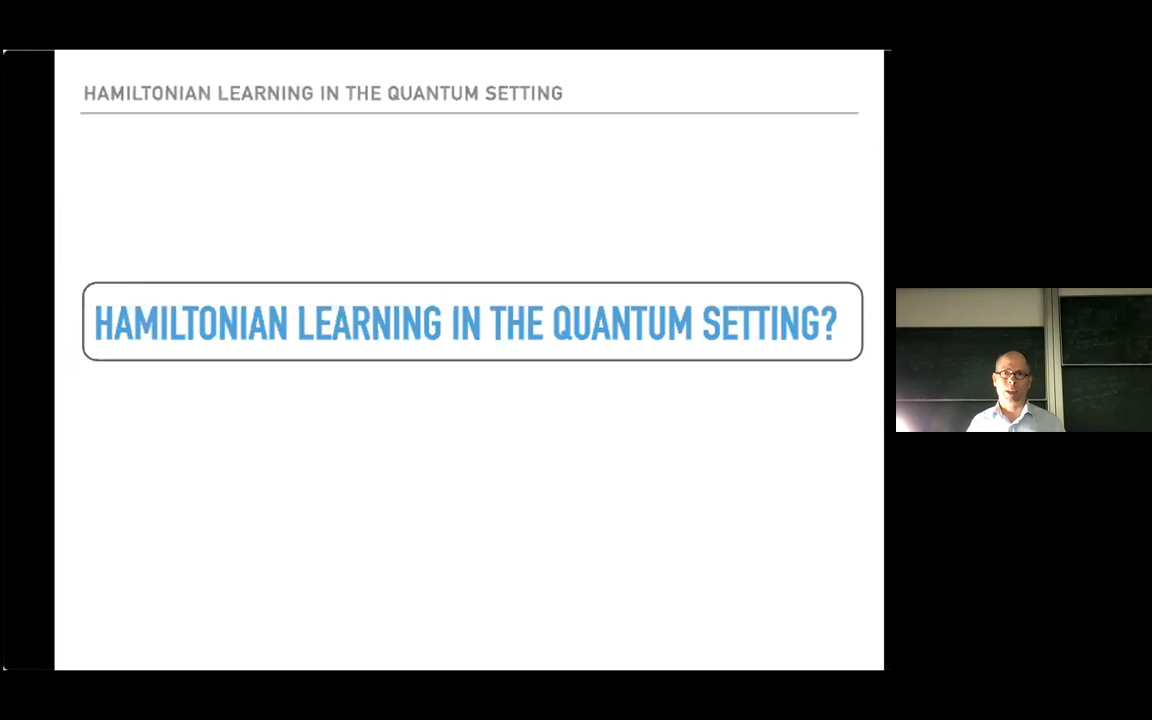 HAMILTONIAN LEARNING IN THE QUANTUM SETTING
HAMILTONIAN LEARNING IN THE QUANTUM SETTING?